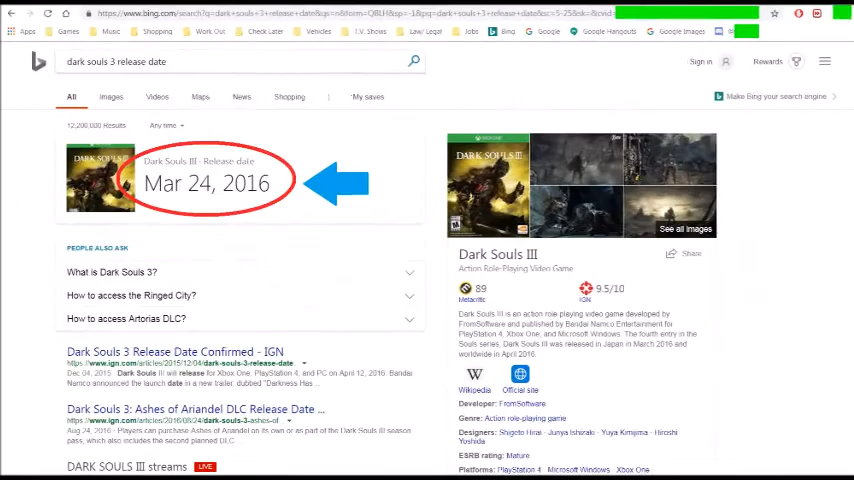 https://www.bing.com/search?q=dark+souls+3+release+date&qs=n&form=QBLH&sp=-1&pq=dark+souls+3+release+date&sc=5-25&sk=&cvid=
Apps Games Music Shopping Work Out Check Later Vehicles T.V. Shows Law/ Legal Jobs Bing Google Google Hangouts Google Images
dark souls 3 release date
Sign in Rewards
All Images Videos Maps News Shopping My saves
Make Bing your search engine
12,200,000 Results Any time
Dark Souls III · Release date
Mar 24, 2016
DARK SOULS III
XBOX ONE
DARK SOULS III
See all images
PEOPLE ALSO ASK
What is Dark Souls 3?
How to access the Ringed City?
How to access Artorias DLC?
Dark Souls 3 Release Date Confirmed - IGN
https://www.ign.com/articles/2015/12/04/dark-souls-3-release-date
Dec 04, 2015 · Dark Souls III will release for Xbox One, PlayStation 4, and PC on April 12, 2016. Bandai
Namco announced the launch date in a new trailer, dubbed "Darkness Has ...
Dark Souls 3: Ashes of Ariandel DLC Release Date ...
https://www.ign.com/articles/2016/08/24/dark-souls-3-ashes-of-
Aug 24, 2016 · Players can purchase Ashes of Ariandel on its own or as part of the Dark Souls III season
pass, which also includes the second planned DLC.
DARK SOULS III streams LIVE
Dark Souls III
Share
Action Role-Playing Video Game
89
Metacritic
9.5/10
IGN
Dark Souls III is an action role playing video game developed by
FromSoftware and published by Bandai Namco Entertainment for
PlayStation 4, Xbox One, and Microsoft Windows. The fourth entry in the
Souls series, Dark Souls III was released in Japan in March 2016 and
worldwide in April 2016.
W
Wikipedia Official site
Developer: FromSoftware
Genre: Action role-playing game
Designers: Shigeto Hirai · Junya Ishizaki · Yuya Kimijima · Hiroshi
Yoshida
ESRB rating: Mature
Platforms: PlayStation 4 · Microsoft Windows · Xbox One